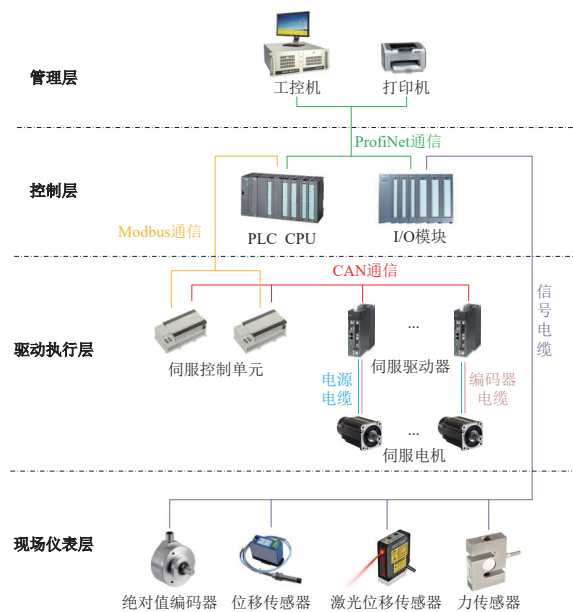 管理层
工控机
打印机
ProfiNet通信
控制层
PLC CPU
I/O模块
Modbus通信
CAN通信
信号电缆
驱动执行层
伺服控制单元
...
伺服驱动器
电源
电缆
编码器
电缆
...
伺服电机
现场仪表层
绝对值编码器
位移传感器
激光位移传感器
力传感器